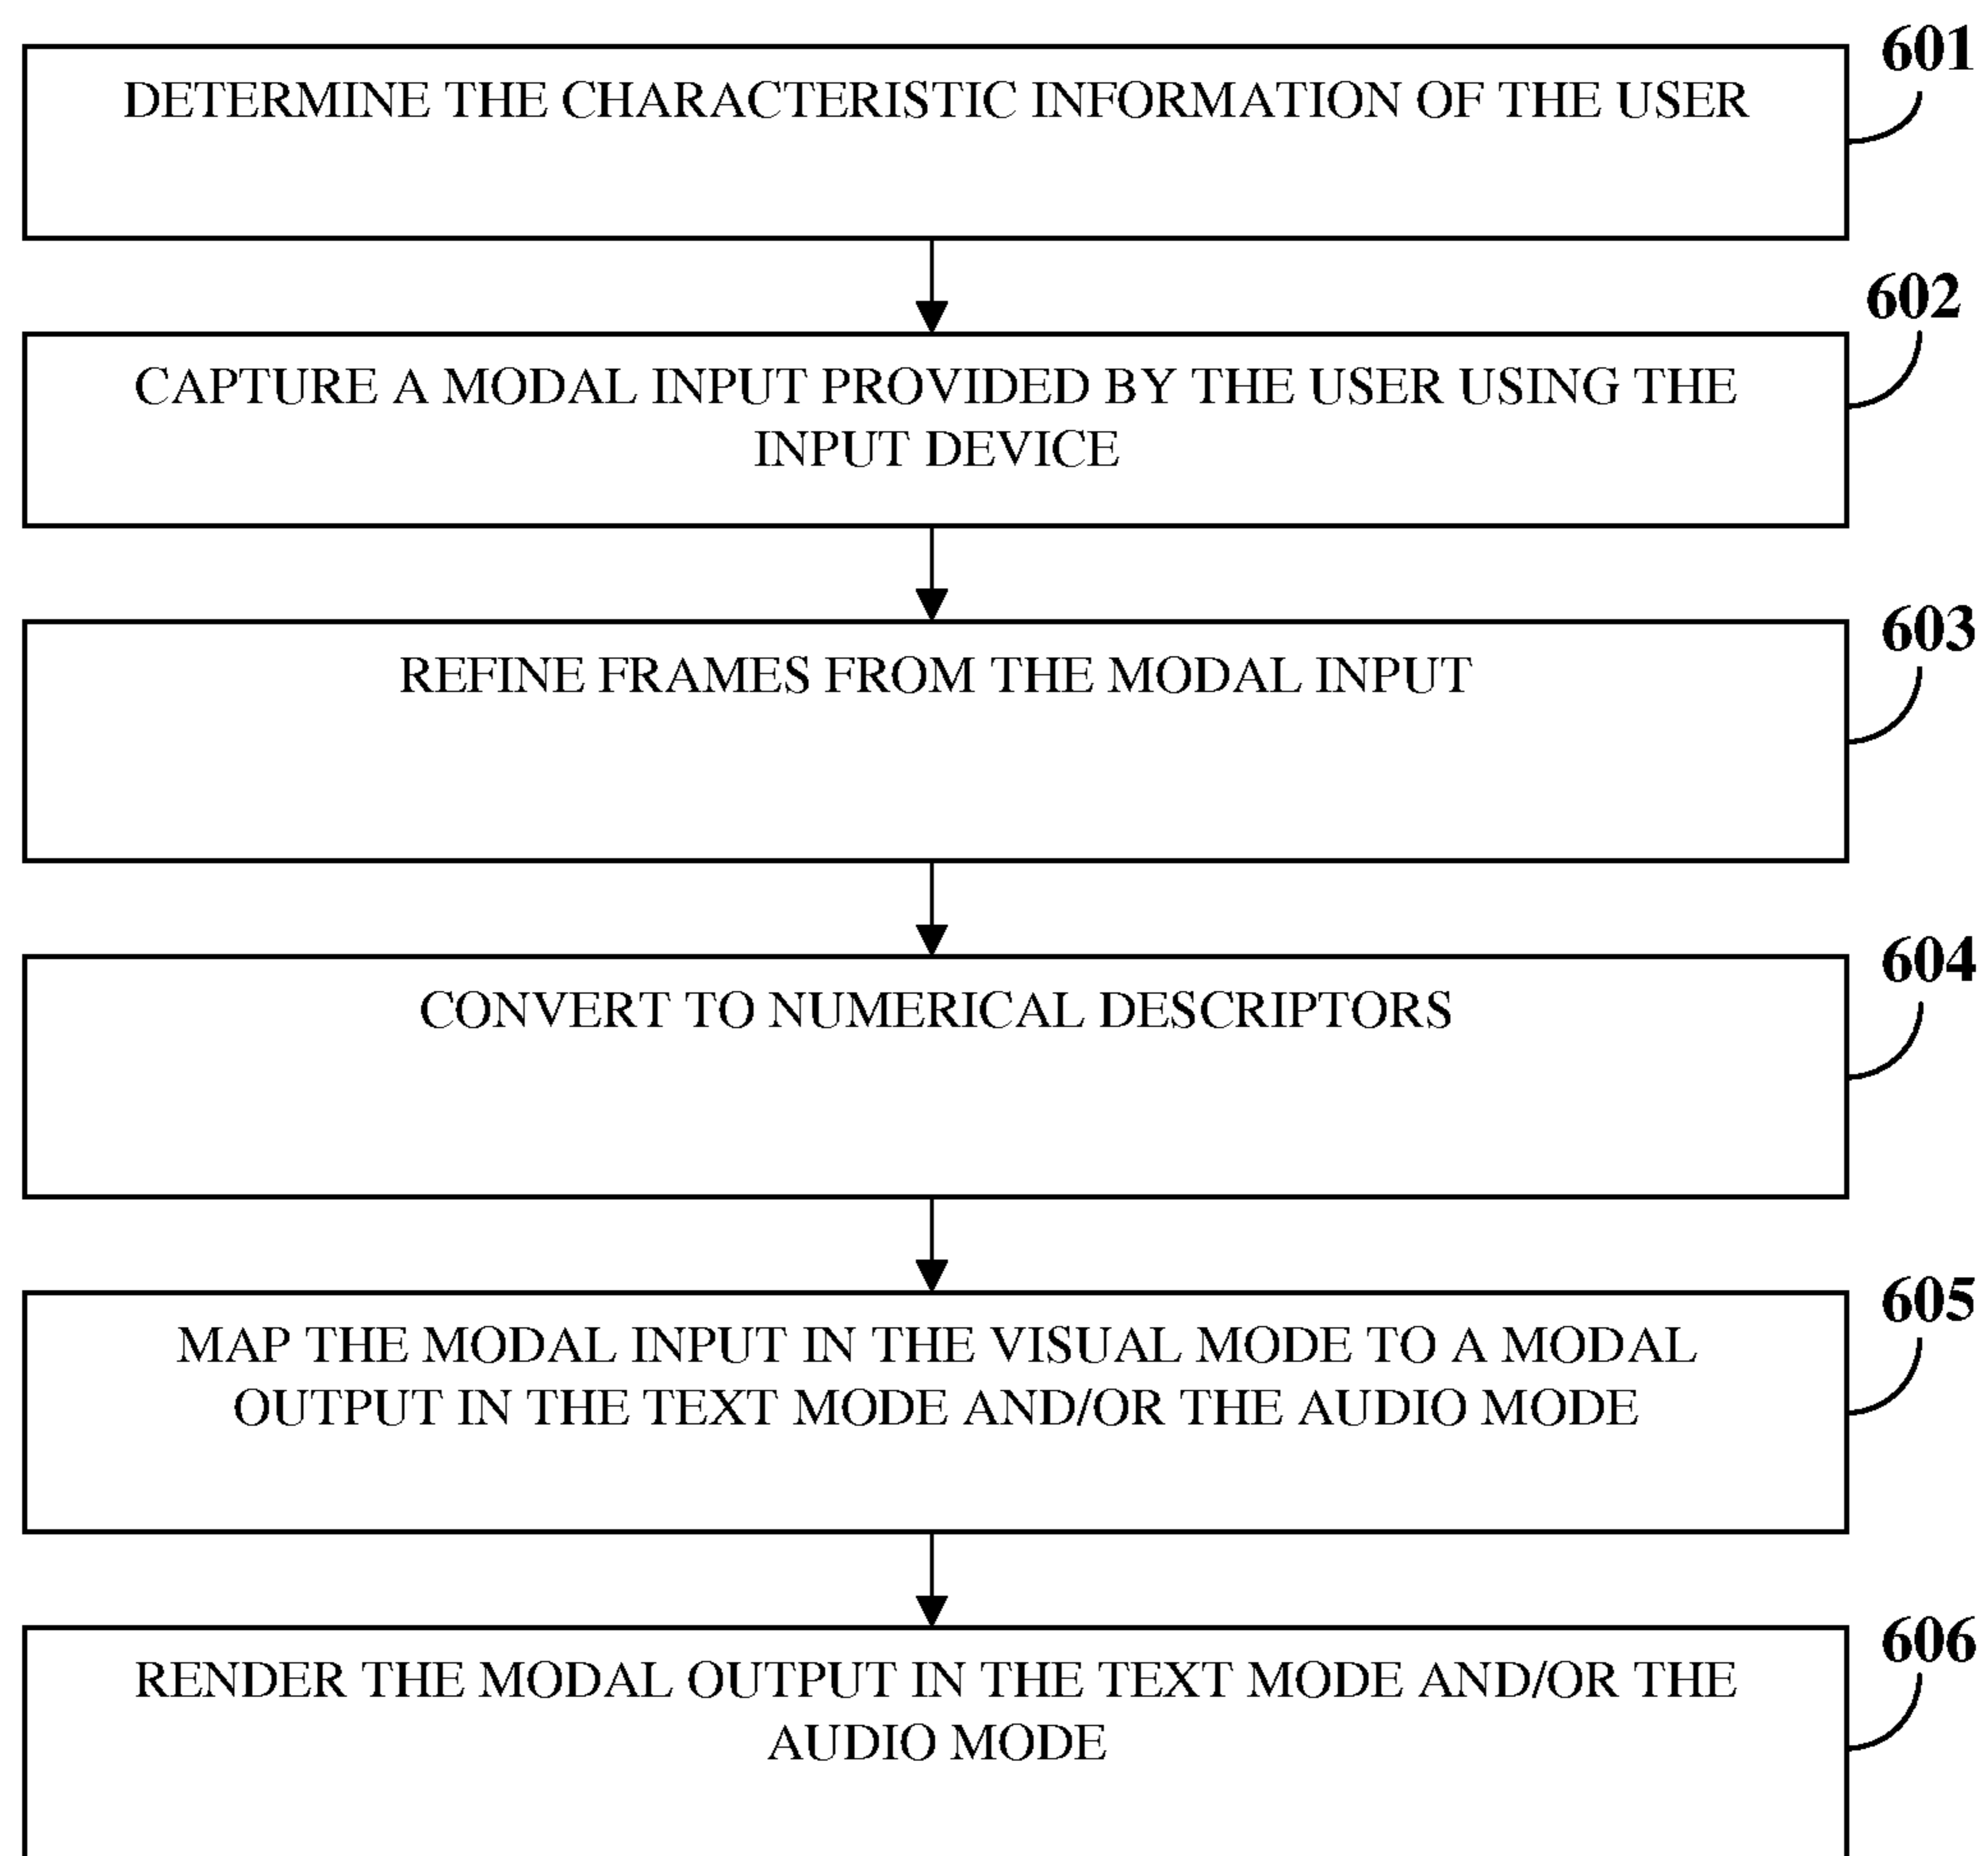 601
DETERMINE THE CHARACTERISTIC INFORMATION OF THE USER
602
CAPTURE A MODAL INPUT PROVIDED BY THE USER USING THE
INPUT DEVICE
603
REFINE FRAMES FROM THE MODAL INPUT
604
CONVERT TO NUMERICAL DESCRIPTORS
605
MAP THE MODAL INPUT IN THE VISUAL MODE TO A MODAL
OUTPUT IN THE TEXT MODE AND/OR THE AUDIO MODE
606
RENDER THE MODAL OUTPUT IN THE TEXT MODE AND/OR THE
AUDIO MODE